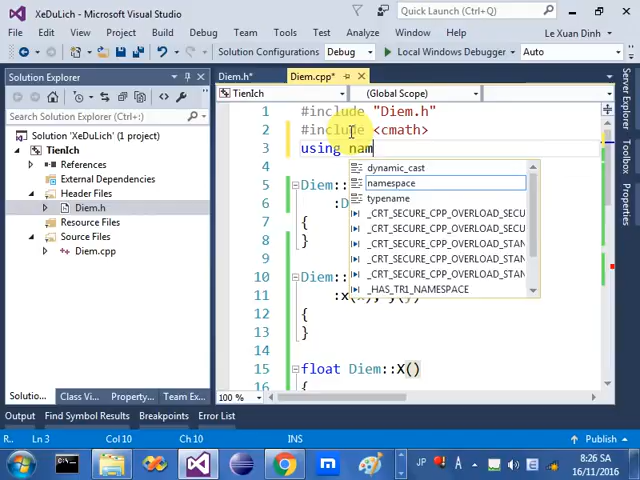 XeDuLich - Microsoft Visual Studio
Quick Launch (Ctrl+Q)
File Edit View Project Build Debug Team Tools Test Analyze Window Help
Le Xuan Dinh
Solution Configurations Debug Local Windows Debugger Auto
Solution Explorer
Search Solution Explorer (Ctrl+;)
Solution 'XeDuLich' (1 project)
TienIch
References
External Dependencies
Header Files
Diem.h
Resource Files
Source Files
Diem.cpp
Solutio... Class Vi... Property... Team Ex...
Diem.h* Diem.cpp*
TienIch (Global Scope)
1 #include "Diem.h"
2 #include <cmath>
3 using nam
4
5 Diem::
6 :D
7 {
8 }
9
10 Diem::
11 :x(x), y(y)
12 {
13 }
14
15 float Diem::X()
16 {
dynamic_cast
namespace
typename
_CRT_SECURE_CPP_OVERLOAD_SECU
_CRT_SECURE_CPP_OVERLOAD_SECU
_CRT_SECURE_CPP_OVERLOAD_STAN
_CRT_SECURE_CPP_OVERLOAD_STAN
_CRT_SECURE_CPP_OVERLOAD_STAN
_HAS_TR1_NAMESPACE
100 %
Server Explorer
Toolbox
Properties
Output Find Symbol Results Breakpoints Error List
R.. Ln 3 Col 10 INS Publish
JP A
8:26 SA
16/11/2016